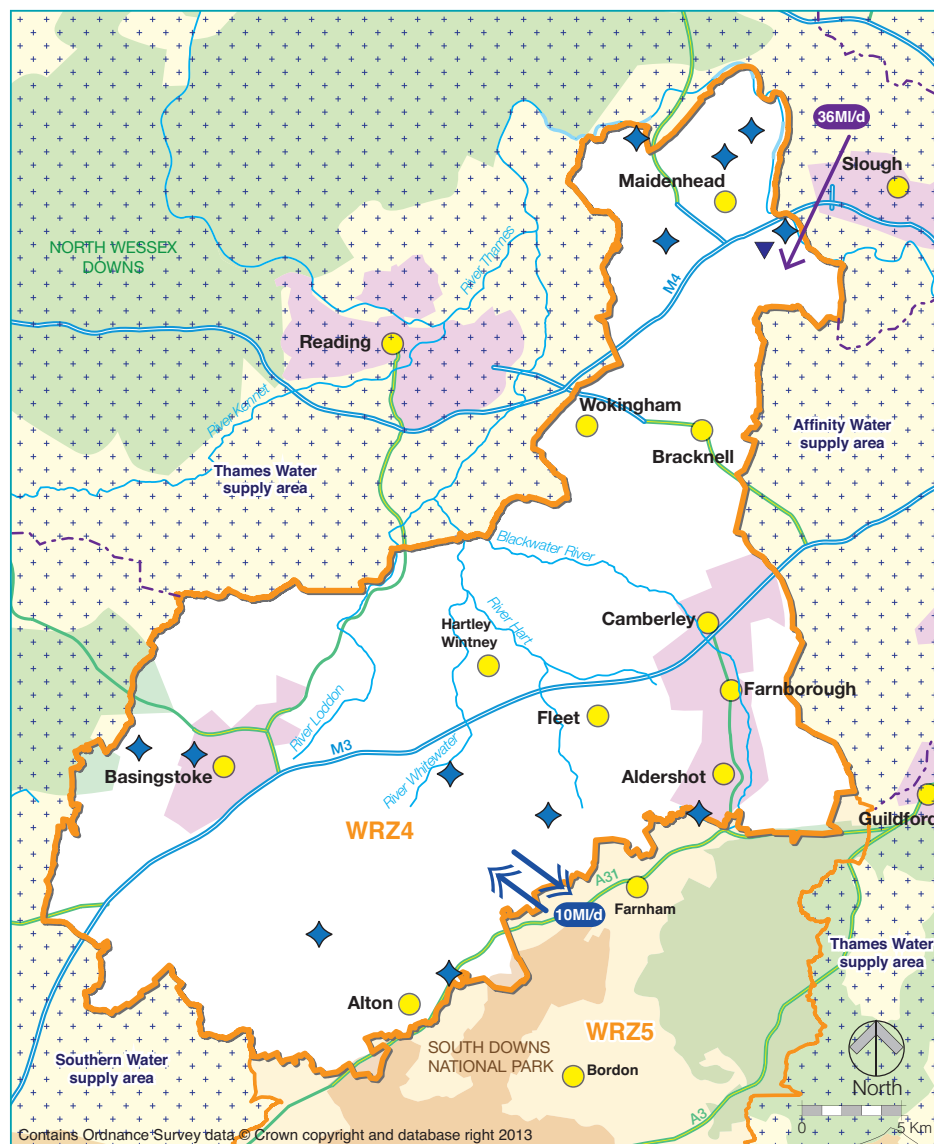 36Ml/d
Slough
Maidenhead
NORTH WESSEX
DOWNS
River Thames
M4
Reading
River Kennet
Wokingham
Bracknell
Affinity Water
supply area
Thames Water
supply area
Blackwater River
River Hart
Hartley
Wintney
Camberley
Farnborough
River Loddon
Fleet
M3
River Whitewater
Basingstoke
Aldershot
Guildford
WRZ4
A31
Farnham
10Ml/d
Thames Water
supply area
Alton
WRZ5
SOUTH DOWNS
NATIONAL PARK
Southern Water
supply area
Bordon
North
A3
0
5 Km
Contains Ordnance Survey data © Crown copyright and database right 2013